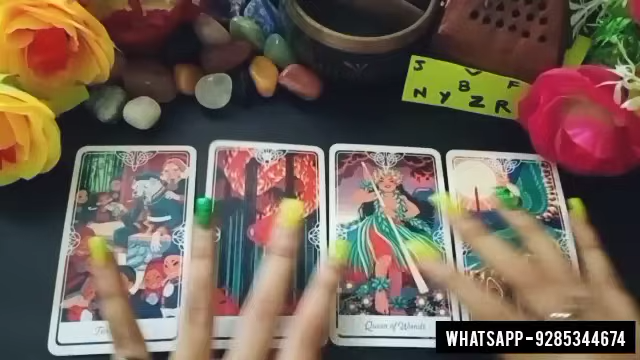 J V F
B
N Y Z R
Queen of Wands
WHATSAPP-9285344674